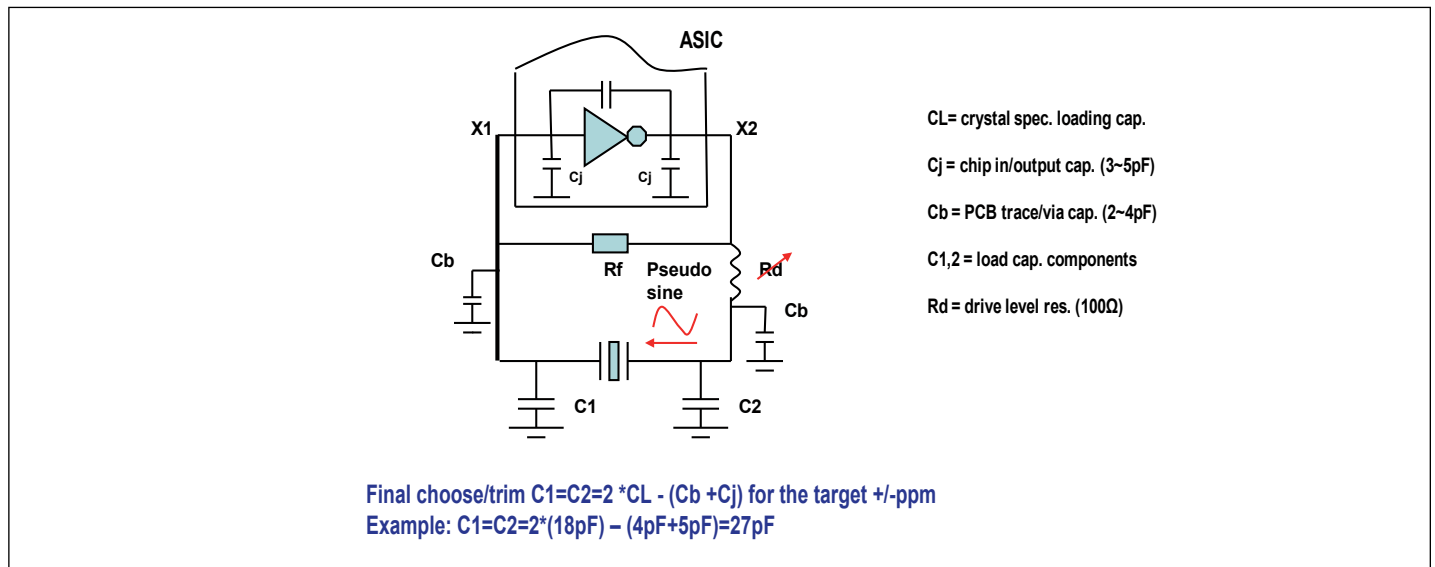 ASIC
X1
X2
Cj
Cj
Cb
Rf
Pseudo
sine
Rd
Cb
C1
C2
CL= crystal spec. loading cap.
Cj = chip in/output cap. (3~5pF)
Cb = PCB trace/via cap. (2~4pF)
C1,2 = load cap. components
Rd = drive level res. (100Ω)
Final choose/trim C1=C2=2 *CL - (Cb +Cj) for the target +/-ppm
Example: C1=C2=2*(18pF) – (4pF+5pF)=27pF